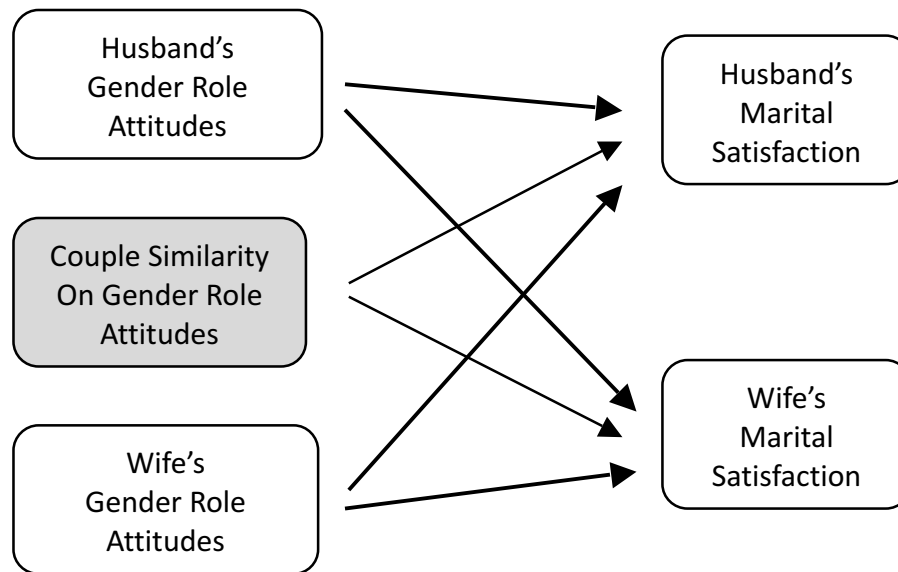 Husband’s
Gender Role
Attitudes
Couple Similarity
On Gender Role
Attitudes
Wife’s
Gender Role
Attitudes
Husband’s
Marital
Satisfaction
Wife’s
Marital
Satisfaction